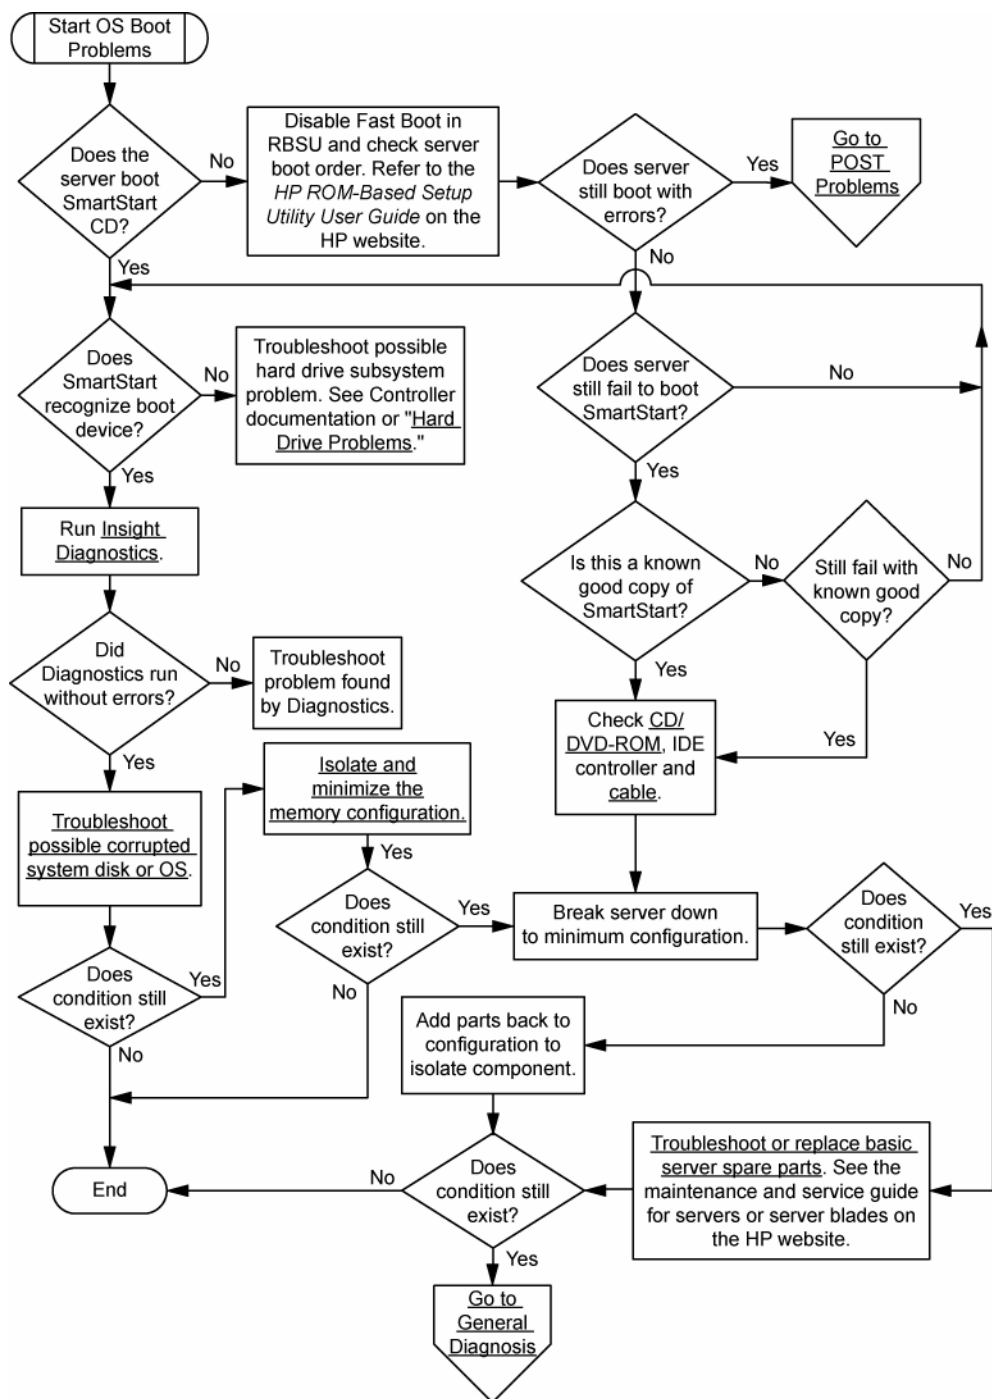 Start OS Boot
Problems
Does the
server boot
SmartStart
CD?
No
Yes
Disable Fast Boot in
RBSU and check server
boot order. Refer to the
HP ROM-Based Setup
Utility User Guide on
the HP website.
Does server
still boot with
errors?
Yes
No
Go to
POST
Problems
Does
SmartStart
recognize boot
device?
No
Yes
Troubleshoot possible
hard drive subsystem
problem. See Controller
documentation or "Hard
Drive Problems."
Does server
still fail to boot
SmartStart?
No
Yes
Run Insight
Diagnostics.
Is this a known
good copy of
SmartStart?
No
Yes
Still fail with
known good
copy?
No
Yes
Did
Diagnostics run
without errors?
No
Yes
Troubleshoot
problem found
by Diagnostics.
Check CD/
DVD-ROM, IDE
controller and
cable.
Isolate and
minimize the
memory configuration.
Yes
Troubleshoot
possible corrupted
system disk or OS.
Does
condition still
exist?
Yes
No
Break server down
to minimum configuration.
Does
condition
still exist?
Yes
No
Does
condition still
exist?
Yes
No
Add parts back to
configuration to
isolate component.
Troubleshoot or replace basic
server spare parts. See the
maintenance and service guide
for servers or server blades on
the HP website.
Does
condition still
exist?
No
Yes
End
Go to
General
Diagnosis